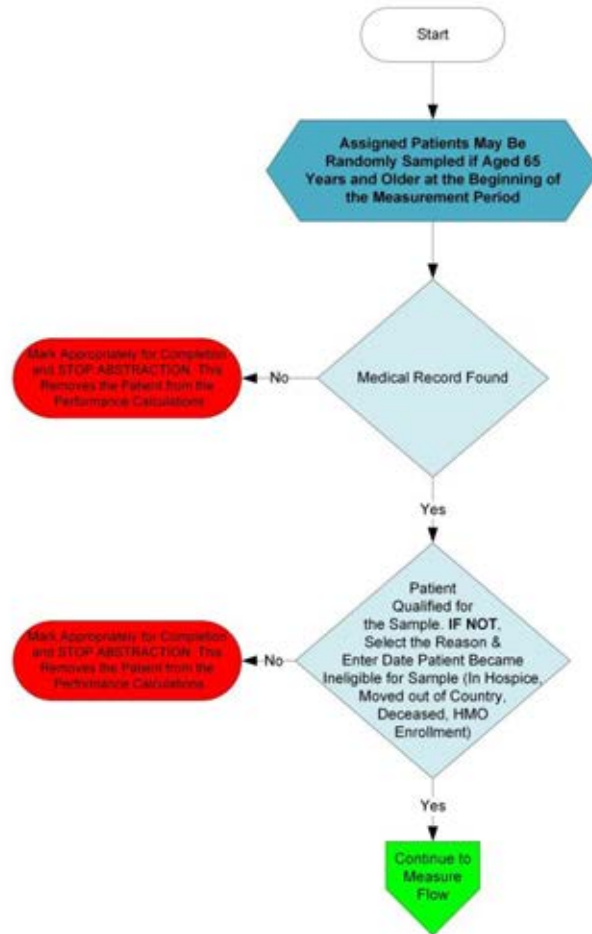 Start
Assigned Patients May Be
Randomly Sampled if Aged 65
Years and Older at the Beginning of
the Measurement Period
Medical Record Found
No
Mark Appropriately for Completion
and STOP ABSTRACTION. This
Removes the Patient from the
Performance Calculations
Yes
Patient
Qualified for
the Sample. IF NOT,
Select the Reason &
Enter Date Patient Became
Ineligible for Sample (In Hospice,
Moved out of Country,
Deceased, HMO
Enrollment)
No
Mark Appropriately for Completion
and STOP ABSTRACTION. This
Removes the Patient from the
Performance Calculations
Yes
Continue to
Measure
Flow